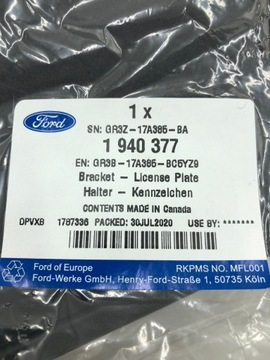 Ford
1 x
SN: GR3Z-17A385-BA
1 940 377
EN: GR3B-17A385-BC5YZ9
Bracket - License Plate
Halter - Kennzeichen
CONTENTS MADE IN Canada
DPVXB 1787336 PACKED: 30JUL2020 USE BY: *******
Ford of Europe RKPMS NO. MFL001
Ford-Werke GmbH, Henry-Ford-Straße 1, 50735 Köln